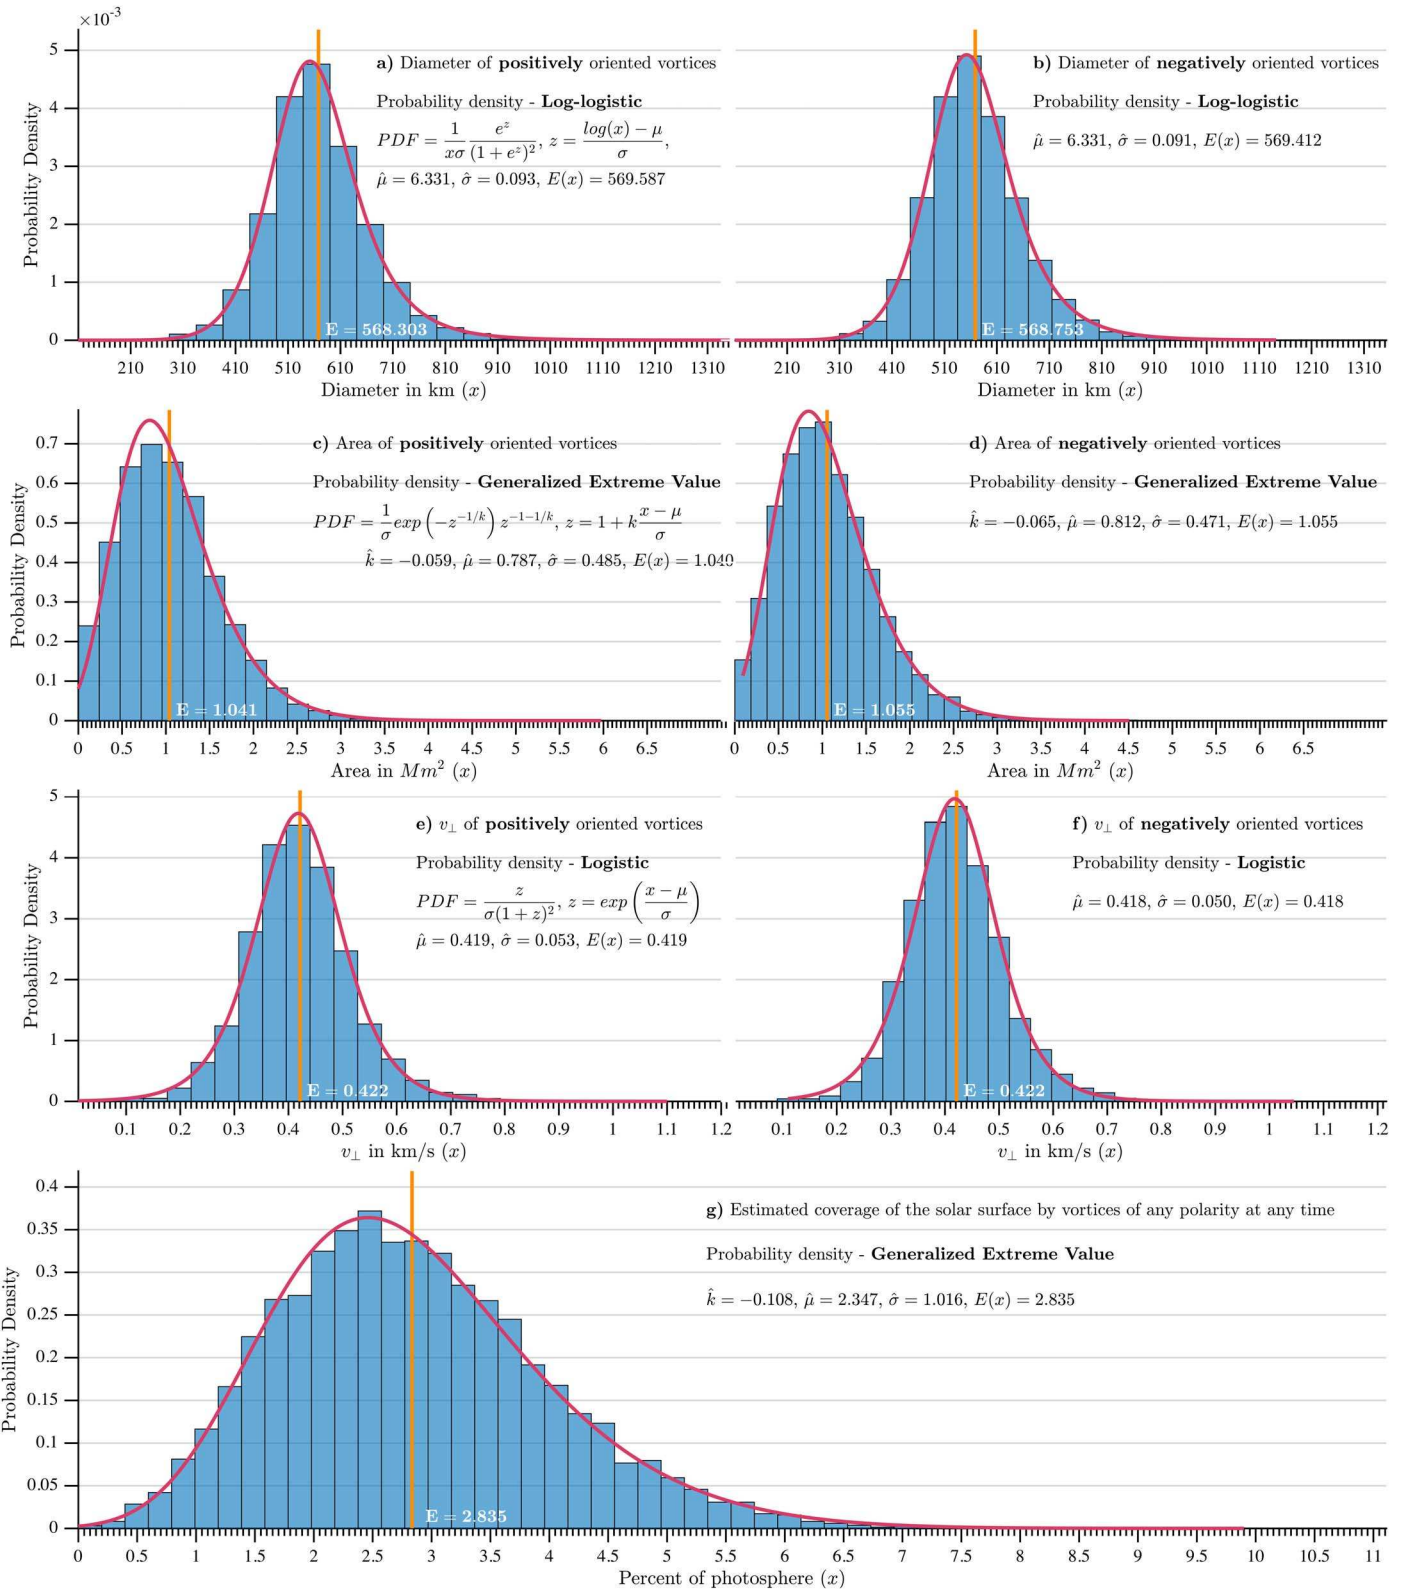 ×10⁻³
a) Diameter of positively oriented vortices
Probability density - Log-logistic
PDF = 1/(xσ) e^z/(1 + e^z)², z = (log(x) − μ)/σ,
μ̂ = 6.331, σ̂ = 0.093, E(x) = 569.587
5
4
3
2
1
0
Probability Density
E = 568.303
210 310 410 510 610 710 810 910 1010 1110 1210 1310
Diameter in km (x)
b) Diameter of negatively oriented vortices
Probability density - Log-logistic
μ̂ = 6.331, σ̂ = 0.091, E(x) = 569.412
E = 568.753
210 310 410 510 610 710 810 910 1010 1110 1210 1310
Diameter in km (x)
c) Area of positively oriented vortices
Probability density - Generalized Extreme Value
PDF = 1/σ exp(−z^(−1/k)) z^(−1−1/k), z = 1 + k (x − μ)/σ
k̂ = −0.059, μ̂ = 0.787, σ̂ = 0.485, E(x) = 1.040
0.7
0.6
0.5
0.4
0.3
0.2
0.1
0
Probability Density
E = 1.041
0 0.5 1 1.5 2 2.5 3 3.5 4 4.5 5 5.5 6 6.5
Area in Mm² (x)
d) Area of negatively oriented vortices
Probability density - Generalized Extreme Value
k̂ = −0.065, μ̂ = 0.812, σ̂ = 0.471, E(x) = 1.055
E = 1.055
0 0.5 1 1.5 2 2.5 3 3.5 4 4.5 5 5.5 6 6.5
Area in Mm² (x)
e) v⊥ of positively oriented vortices
Probability density - Logistic
PDF = z/(σ(1 + z)²), z = exp((x − μ)/σ)
μ̂ = 0.419, σ̂ = 0.053, E(x) = 0.419
5
4
3
2
1
0
Probability Density
E = 0.422
0.1 0.2 0.3 0.4 0.5 0.6 0.7 0.8 0.9 1 1.1 1.2
v⊥ in km/s (x)
f) v⊥ of negatively oriented vortices
Probability density - Logistic
μ̂ = 0.418, σ̂ = 0.050, E(x) = 0.418
E = 0.422
0.1 0.2 0.3 0.4 0.5 0.6 0.7 0.8 0.9 1 1.1 1.2
v⊥ in km/s (x)
g) Estimated coverage of the solar surface by vortices of any polarity at any time
Probability density - Generalized Extreme Value
k̂ = −0.108, μ̂ = 2.347, σ̂ = 1.016, E(x) = 2.835
0.4
0.35
0.3
0.25
0.2
0.15
0.1
0.05
0
Probability Density
E = 2.835
0 0.5 1 1.5 2 2.5 3 3.5 4 4.5 5 5.5 6 6.5 7 7.5 8 8.5 9 9.5 10 10.5 11
Percent of photosphere (x)